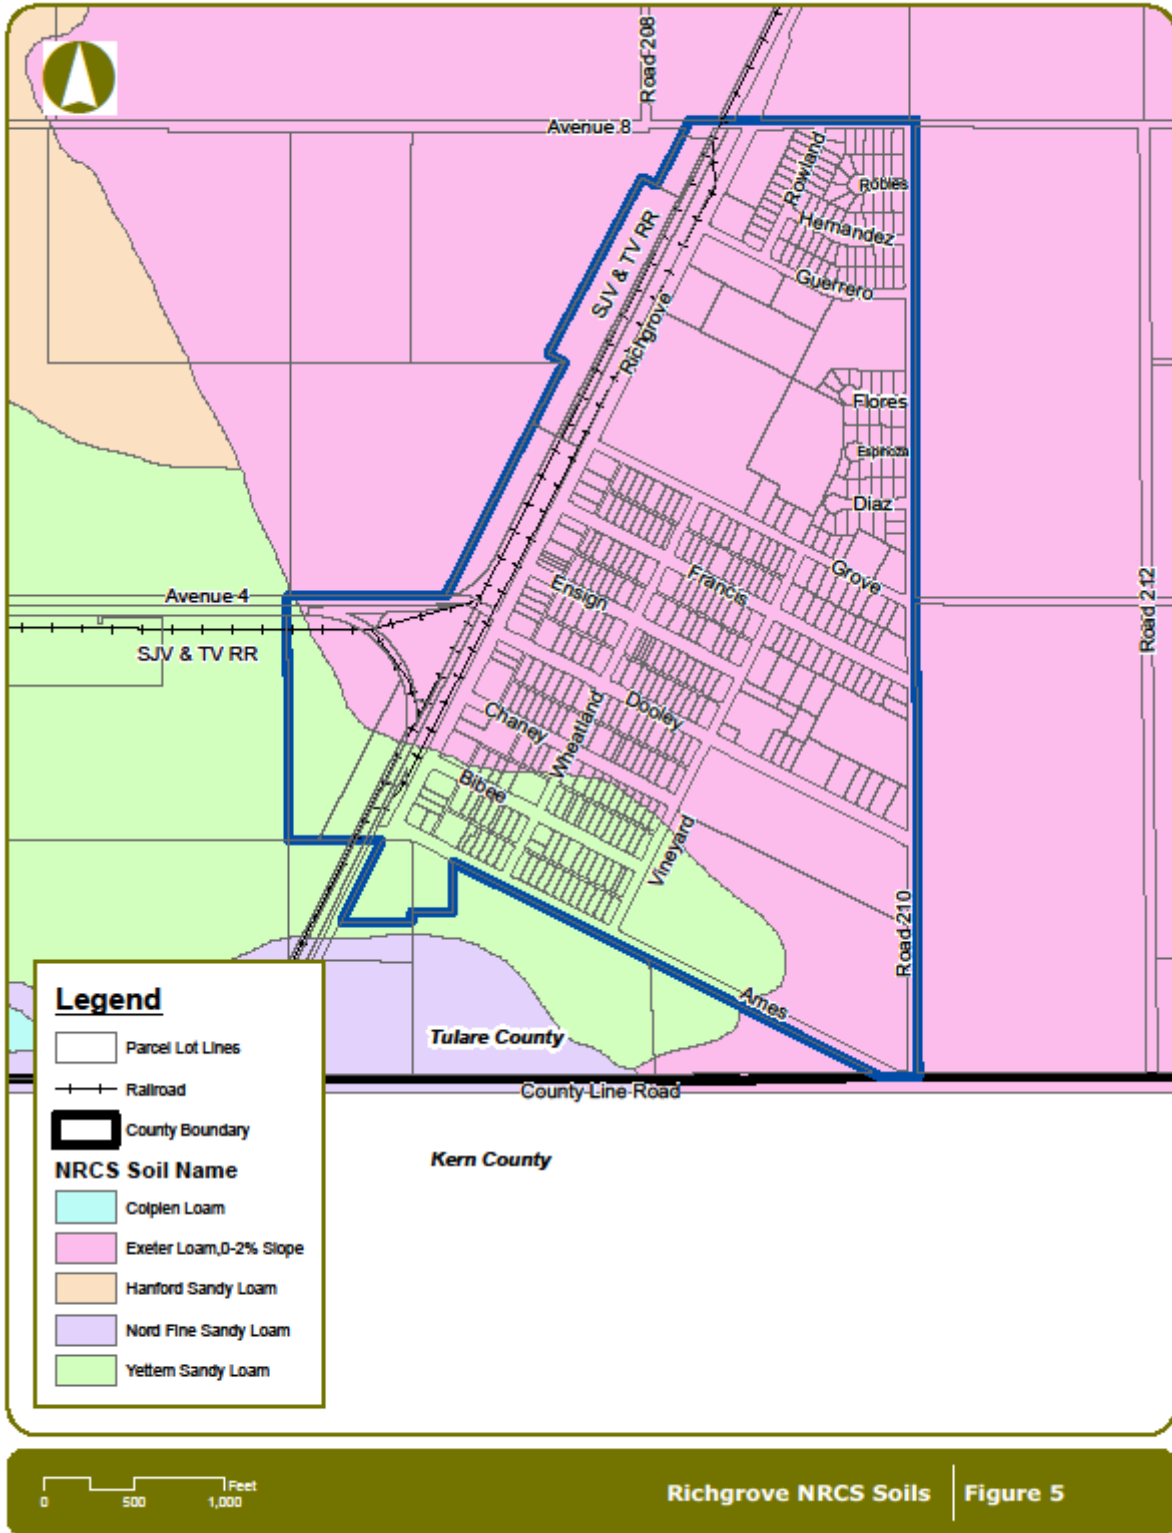 Road 208
Avenue 8
Rowland
Robles
Hernandez
Guerrero
SJV & TV RR
Richgrove
Flores
Espinoza
Diaz
Grove
Francis
Ensign
Avenue 4
SJV & TV RR
Road 212
Dooley
Wheatland
Chaney
Bibee
Vineyard
Road 210
Ames
Tulare County
County Line Road
Kern County
Legend
Parcel Lot Lines
Railroad
County Boundary
NRCS Soil Name
Colplen Loam
Exeter Loam,0-2% Slope
Hanford Sandy Loam
Nord Fine Sandy Loam
Yettem Sandy Loam
Feet
0 500 1,000
Richgrove NRCS Soils
Figure 5